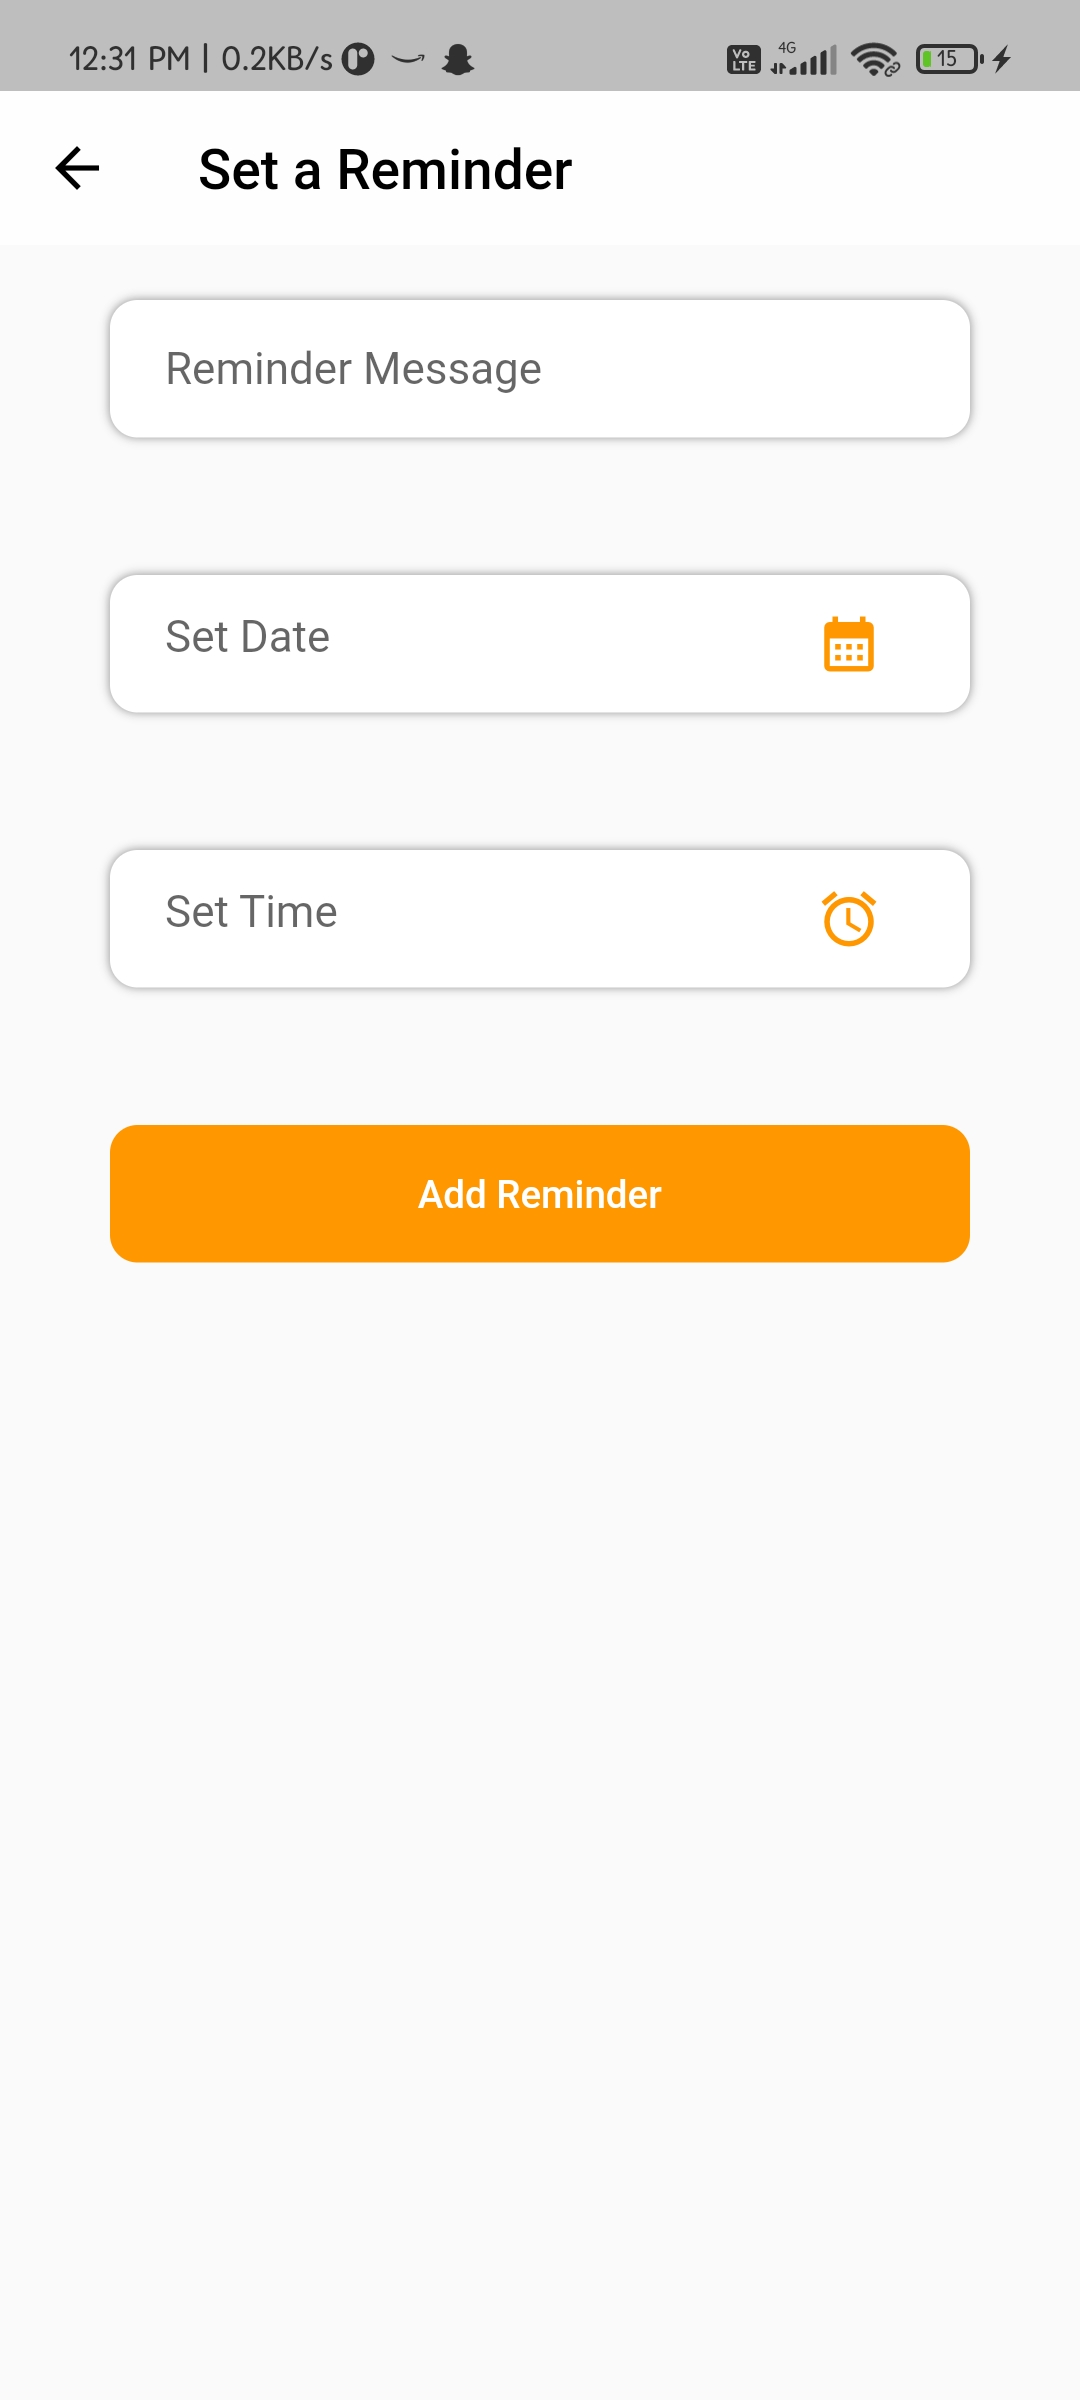 12:31 PM | 0.2KB/s
Vo LTE 4G 15
Set a Reminder
Reminder Message
Set Date
Set Time
Add Reminder